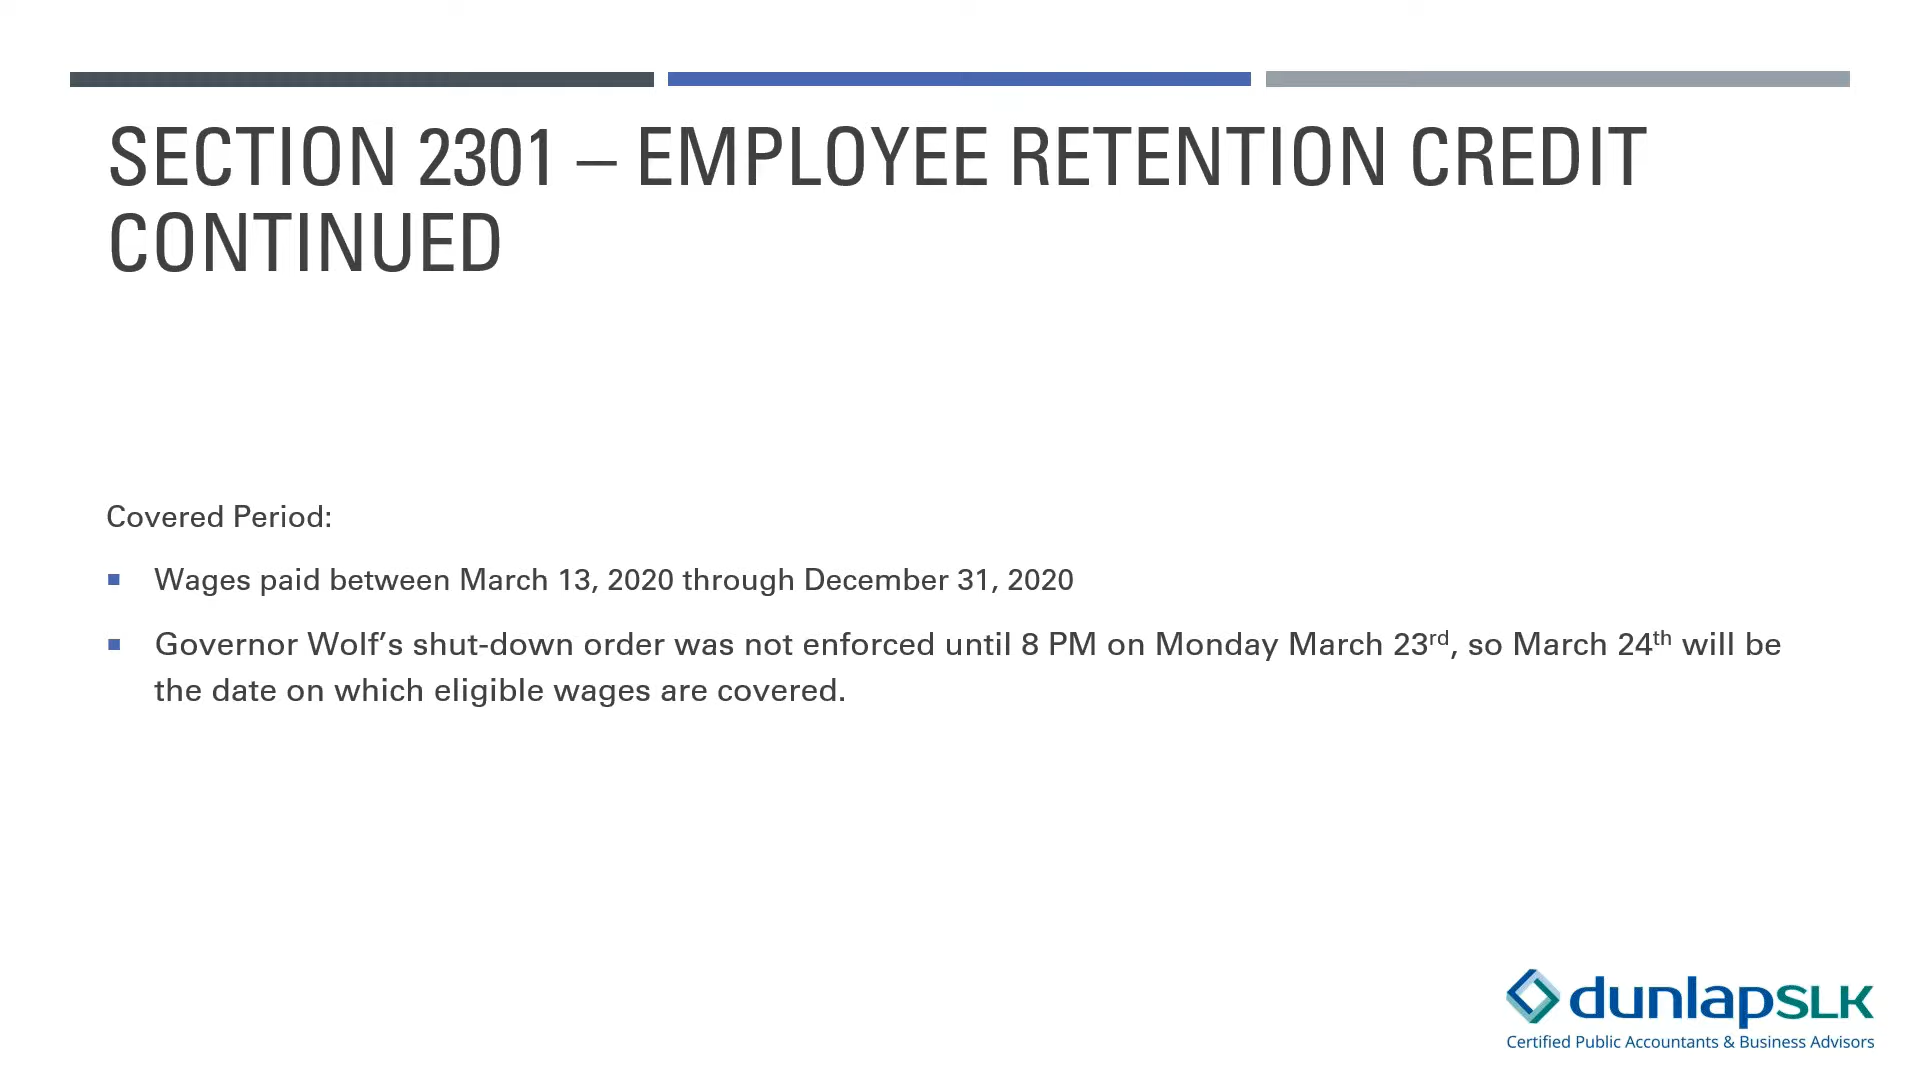 SECTION 2301 – EMPLOYEE RETENTION CREDIT
CONTINUED
Covered Period:
▪ Wages paid between March 13, 2020 through December 31, 2020
▪ Governor Wolf’s shut-down order was not enforced until 8 PM on Monday March 23rd, so March 24th will be
the date on which eligible wages are covered.
dunlapSLK
Certified Public Accountants & Business Advisors